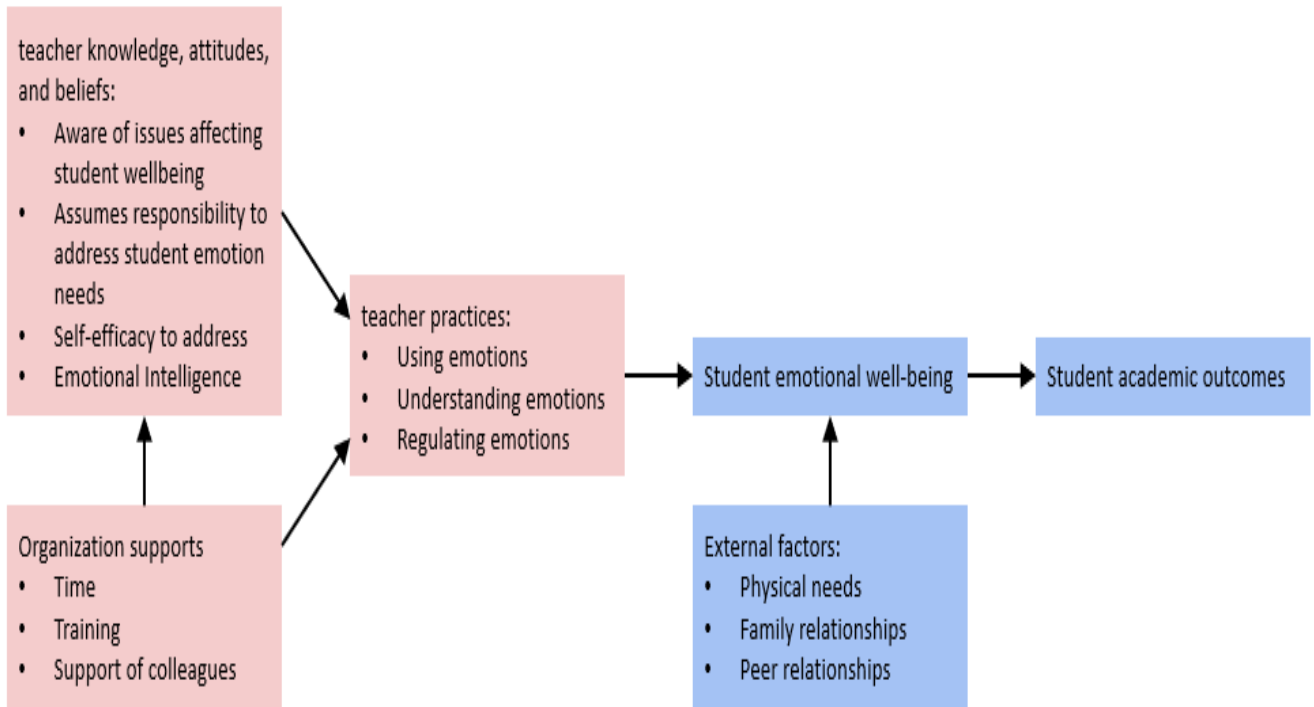 teacher knowledge, attitudes,
and beliefs:
• Aware of issues affecting
student wellbeing
• Assumes responsibility to
address student emotion
needs
• Self-efficacy to address
• Emotional Intelligence
Organization supports
• Time
• Training
• Support of colleagues
teacher practices:
• Using emotions
• Understanding emotions
• Regulating emotions
Student emotional well-being
External factors:
• Physical needs
• Family relationships
• Peer relationships
Student academic outcomes